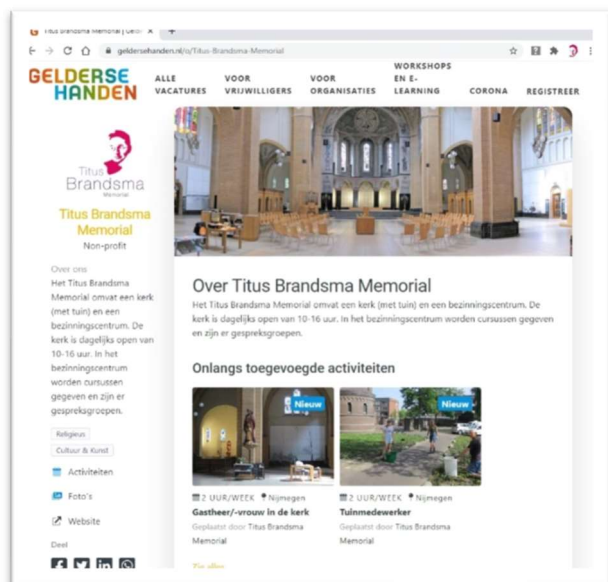 Titus Brandsma Memorial | Gelde
geldersehanden.nl/o/Titus-Brandsma-Memorial
GELDERSE
HANDEN
ALLE
VACATURES
VOOR
VRIJWILLIGERS
VOOR
ORGANISATIES
WORKSHOPS
EN E-
LEARNING
CORONA
REGISTREER
Titus
Brandsma
Memorial
Titus Brandsma
Memorial
Non-profit
Over ons
Het Titus Brandsma
Memorial omvat een kerk
(met tuin) en een
bezinningscentrum. De
kerk is dagelijks open van
10-16 uur. In het
bezinningscentrum
worden cursussen
gegeven en zijn er
gespreksgroepen.
Religieus
Cultuur & Kunst
Activiteiten
Foto's
Website
Deel
Over Titus Brandsma Memorial
Het Titus Brandsma Memorial omvat een kerk (met tuin) en een bezinningscentrum. De
kerk is dagelijks open van 10-16 uur. In het bezinningscentrum worden cursussen gegeven
en zijn er gespreksgroepen.
Onlangs toegevoegde activiteiten
Nieuw
2 UUR/WEEK Nijmegen
Gastheer/-vrouw in de kerk
Geplaatst door Titus Brandsma
Memorial
Nieuw
2 UUR/WEEK Nijmegen
Tuinmedewerker
Geplaatst door Titus Brandsma
Memorial